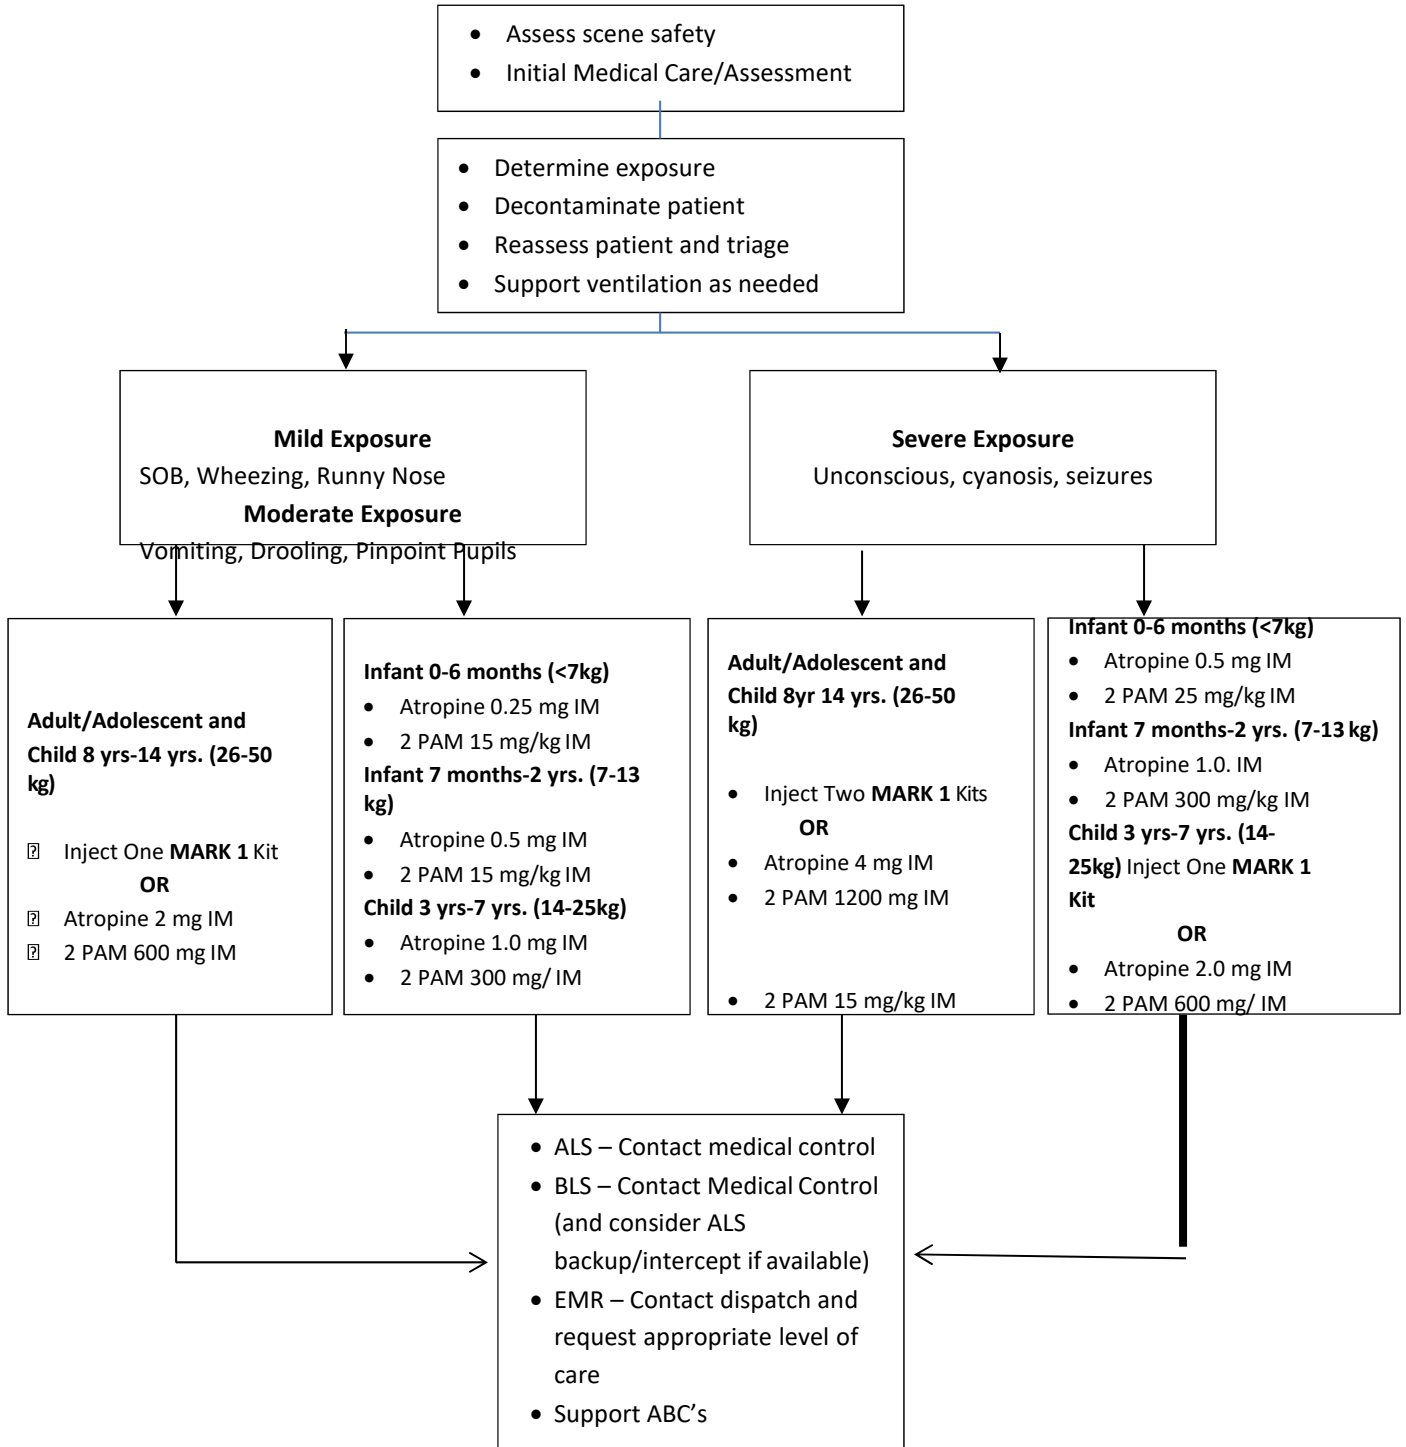 • Assess scene safety
• Initial Medical Care/Assessment
• Determine exposure
• Decontaminate patient
• Reassess patient and triage
• Support ventilation as needed
Mild Exposure
SOB, Wheezing, Runny Nose
Moderate Exposure
Vomiting, Drooling, Pinpoint Pupils
Severe Exposure
Unconscious, cyanosis, seizures
Adult/Adolescent and
Child 8 yrs-14 yrs. (26-50
kg)
⍰ Inject One MARK 1 Kit
OR
⍰ Atropine 2 mg IM
⍰ 2 PAM 600 mg IM
Infant 0-6 months (<7kg)
• Atropine 0.25 mg IM
• 2 PAM 15 mg/kg IM
Infant 7 months-2 yrs. (7-13
kg)
• Atropine 0.5 mg IM
• 2 PAM 15 mg/kg IM
Child 3 yrs-7 yrs. (14-25kg)
• Atropine 1.0 mg IM
• 2 PAM 300 mg/ IM
Adult/Adolescent and
Child 8yr 14 yrs. (26-50
kg)
• Inject Two MARK 1 Kits
OR
• Atropine 4 mg IM
• 2 PAM 1200 mg IM
• 2 PAM 15 mg/kg IM
Infant 0-6 months (<7kg)
• Atropine 0.5 mg IM
• 2 PAM 25 mg/kg IM
Infant 7 months-2 yrs. (7-13 kg)
• Atropine 1.0. IM
• 2 PAM 300 mg/kg IM
Child 3 yrs-7 yrs. (14-
25kg) Inject One MARK 1
Kit
OR
• Atropine 2.0 mg IM
• 2 PAM 600 mg/ IM
• ALS – Contact medical control
• BLS – Contact Medical Control
(and consider ALS
backup/intercept if available)
• EMR – Contact dispatch and
request appropriate level of
care
• Support ABC’s